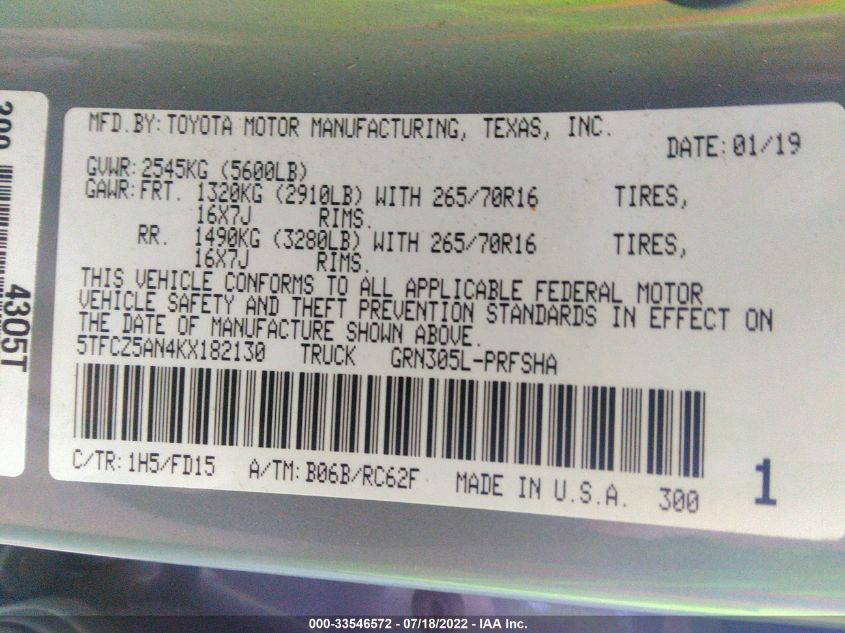 MFD.BY:TOYOTA MOTOR MANUFACTURING, TEXAS, INC.
DATE:01/19
GVWR:2545KG (5600LB)
GAWR:FRT. 1320KG (2910LB) WITH 265/70R16 TIRES,
16X7J RIMS.
RR. 1490KG (3280LB) WITH 265/70R16 TIRES,
16X7J RIMS.
THIS VEHICLE CONFORMS TO ALL APPLICABLE FEDERAL MOTOR
VEHICLE SAFETY AND THEFT PREVENTION STANDARDS IN EFFECT ON
THE DATE OF MANUFACTURE SHOWN ABOVE.
5TFCZ5AN4KX182130 TRUCK GRN305L-PRFSHA
C/TR:1H5/FD15 A/TM:B06B/RC62F MADE IN U.S.A. 300 1
4305T
000-33546572 - 07/18/2022 - IAA Inc.